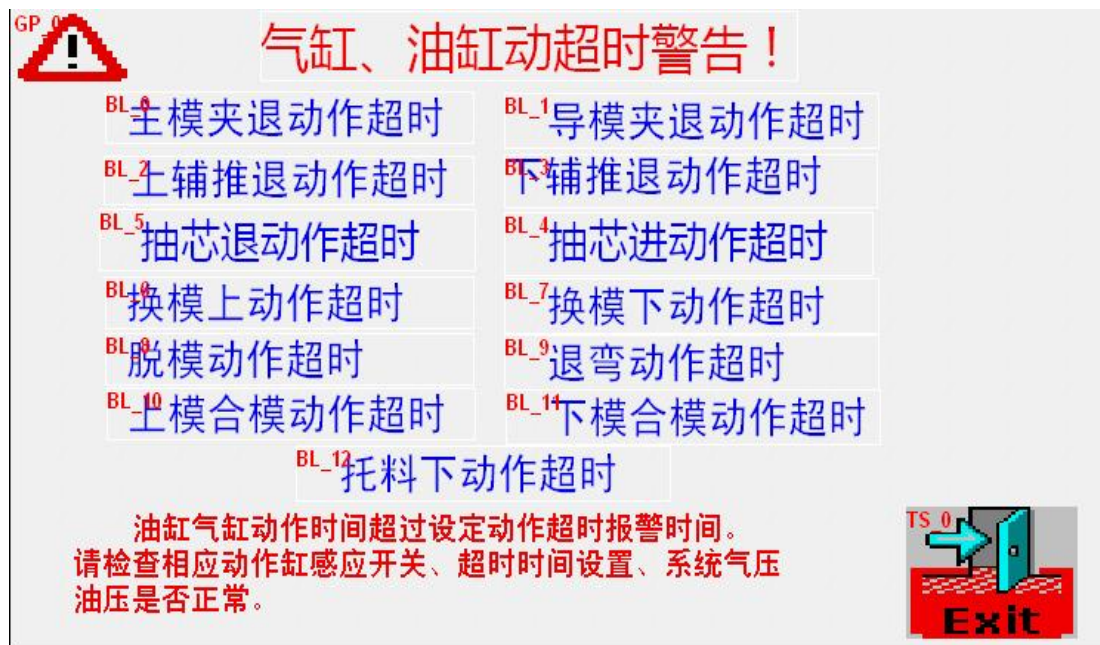 GP_0
气缸、油缸动超时警告！
BL_0 主模夹退动作超时
BL_1 导模夹退动作超时
BL_2 上辅推退动作超时
BL_3 下辅推退动作超时
BL_5 抽芯退动作超时
BL_4 抽芯进动作超时
BL_6 换模上动作超时
BL_7 换模下动作超时
BL_8 脱模动作超时
BL_9 退弯动作超时
BL_10 上模合模动作超时
BL_11 下模合模动作超时
BL_12 托料下动作超时
油缸气缸动作时间超过设定动作超时报警时间。
请检查相应动作缸感应开关、超时时间设置、系统气压
油压是否正常。
TS_0
Exit